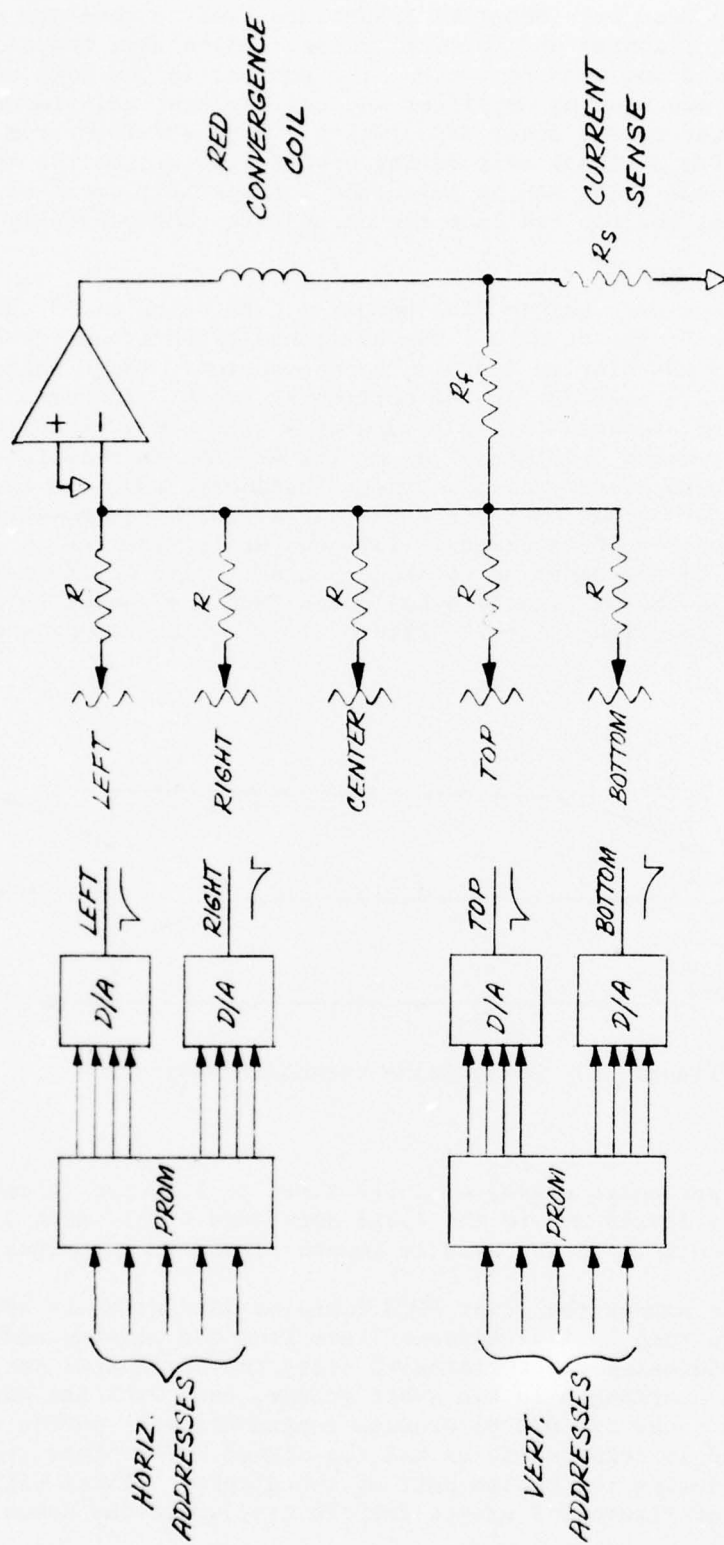 HORIZ
ADDRESSES
PROM
D/A
LEFT
D/A
RIGHT
VERT
ADDRESSES
PROM
D/A
TOP
D/A
BOTTOM
LEFT
R
RIGHT
R
CENTER
R
TOP
R
BOTTOM
R
+
−
Rf
RED
CONVERGENCE
COIL
RS
CURRENT
SENSE